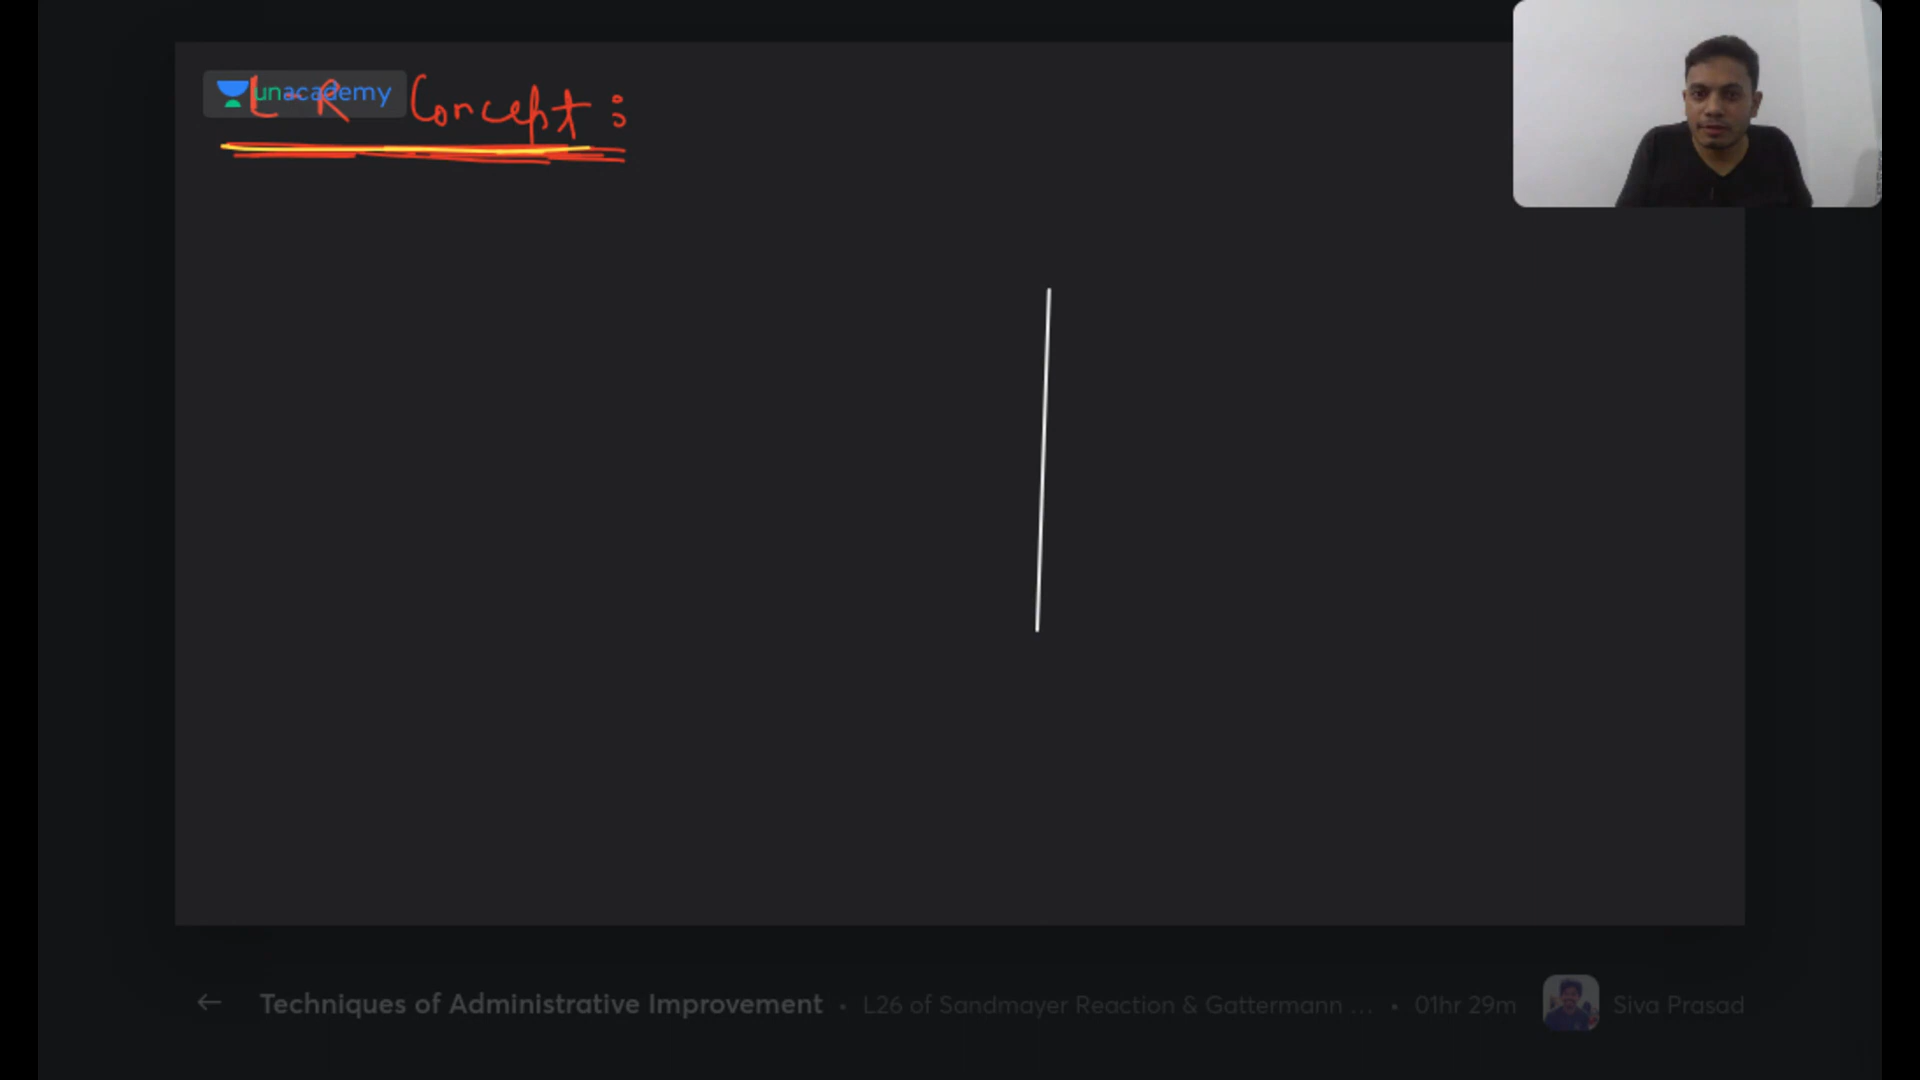 unacademy
L-R Concept :
Techniques of Administrative Improvement • L26 of Sandmayer Reaction & Gattermann ... • 01hr 29m Siva Prasad